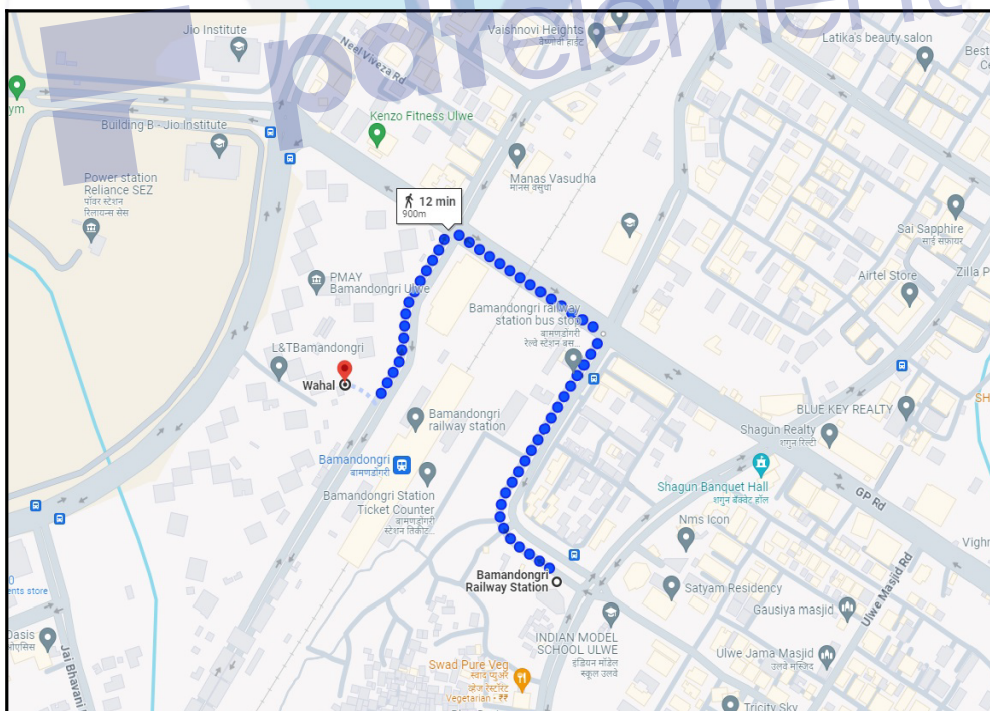 pdfelement
Jio Institute
Vaishnovi Heights
वैष्णोवी हाईट
Latika's beauty salon
Best
Neel Viveza Rd
ym
Kenzo Fitness Ulwe
Building B - Jio Institute
Manas Vasudha
मानस वसुधा
Power station
Reliance SEZ
पॉवर स्टेशन
रिलायन्स सेस
12 min
900m
Sai Sapphire
साई सफायर
Airtel Store
Zilla P
PMAY
Bamandongri Ulwe
Bamandongri railway
station bus stop
बामणडोंगरी
रेल्वे स्टेशन बस...
L&TBamandongri
Wahal
BLUE KEY REALTY
SH
Bamandongri
railway station
Shagun Realty
शगुन रिल्टी
Bamandongri
बामणडोंगरी
Shagun Banquet Hall
शगुन बँक्वेट हॉल
Bamandongri Station
Ticket Counter
बामणडोंगरी
स्टेशन तिकीट...
GP Rd
Nms Icon
Vighn
Bamandongri
Railway Station
Satyam Residency
Ulwe Masjid Rd
ents store
Gausiya masjid
INDIAN MODEL
SCHOOL ULWE
इंडियन मॉडेल
स्कूल उलवे
Oasis
ओएसिस
Ulwe Jama Masjid
उलवे मस्जिद
Jai Bhavani
Swad Pure Veg
स्वाद प्युअर
व्हेज रेस्टॉरंट
Vegetarian • ₹₹
Tricity Sky